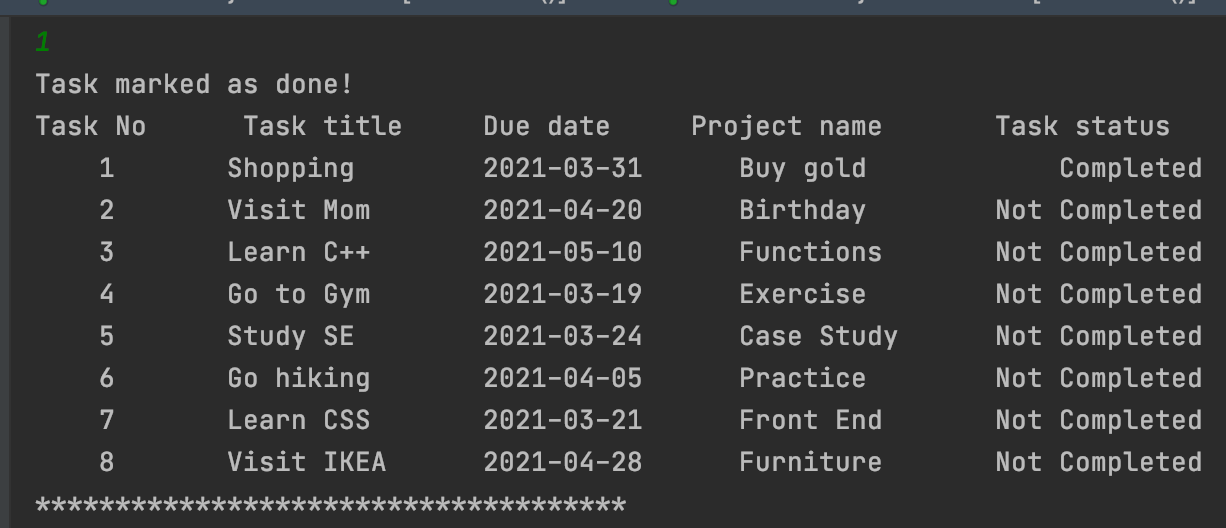 1
Task marked as done!
Task No      Task title     Due date     Project name       Task status
    1       Shopping        2021-03-31      Buy gold            Completed
    2       Visit Mom       2021-04-20      Birthday        Not Completed
    3       Learn C++       2021-05-10      Functions       Not Completed
    4       Go to Gym       2021-03-19      Exercise        Not Completed
    5       Study SE        2021-03-24      Case Study      Not Completed
    6       Go hiking       2021-04-05      Practice        Not Completed
    7       Learn CSS       2021-03-21      Front End       Not Completed
    8       Visit IKEA      2021-04-28      Furniture       Not Completed
*************************************